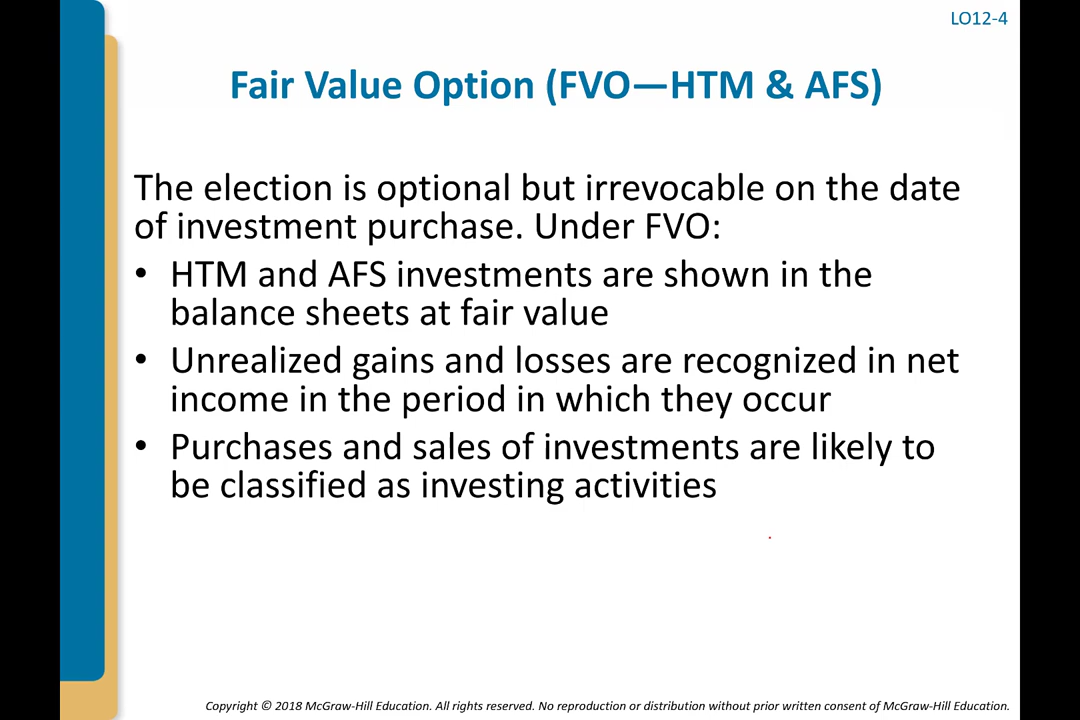 LO12-4
Fair Value Option (FVO—HTM & AFS)
The election is optional but irrevocable on the date
of investment purchase. Under FVO:
• HTM and AFS investments are shown in the
balance sheets at fair value
• Unrealized gains and losses are recognized in net
income in the period in which they occur
• Purchases and sales of investments are likely to
be classified as investing activities
Copyright © 2018 McGraw-Hill Education. All rights reserved. No reproduction or distribution without prior written consent of McGraw-Hill Education.